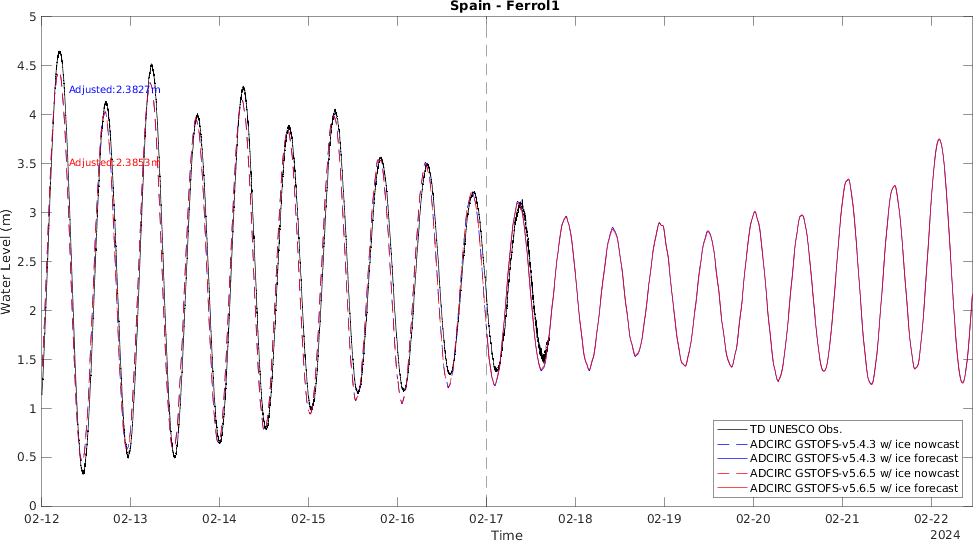 Spain - Ferrol1
5
4.5
4
3.5
3
2.5
2
1.5
1
0.5
0
Water Level (m)
Adjusted:2.3827m
Adjusted:2.3853m
TD UNESCO Obs.
ADCIRC GSTOFS-v5.4.3 w/ ice nowcast
ADCIRC GSTOFS-v5.4.3 w/ ice forecast
ADCIRC GSTOFS-v5.6.5 w/ ice nowcast
ADCIRC GSTOFS-v5.6.5 w/ ice forecast
02-12 02-13 02-14 02-15 02-16 02-17 02-18 02-19 02-20 02-21 02-22
Time
2024